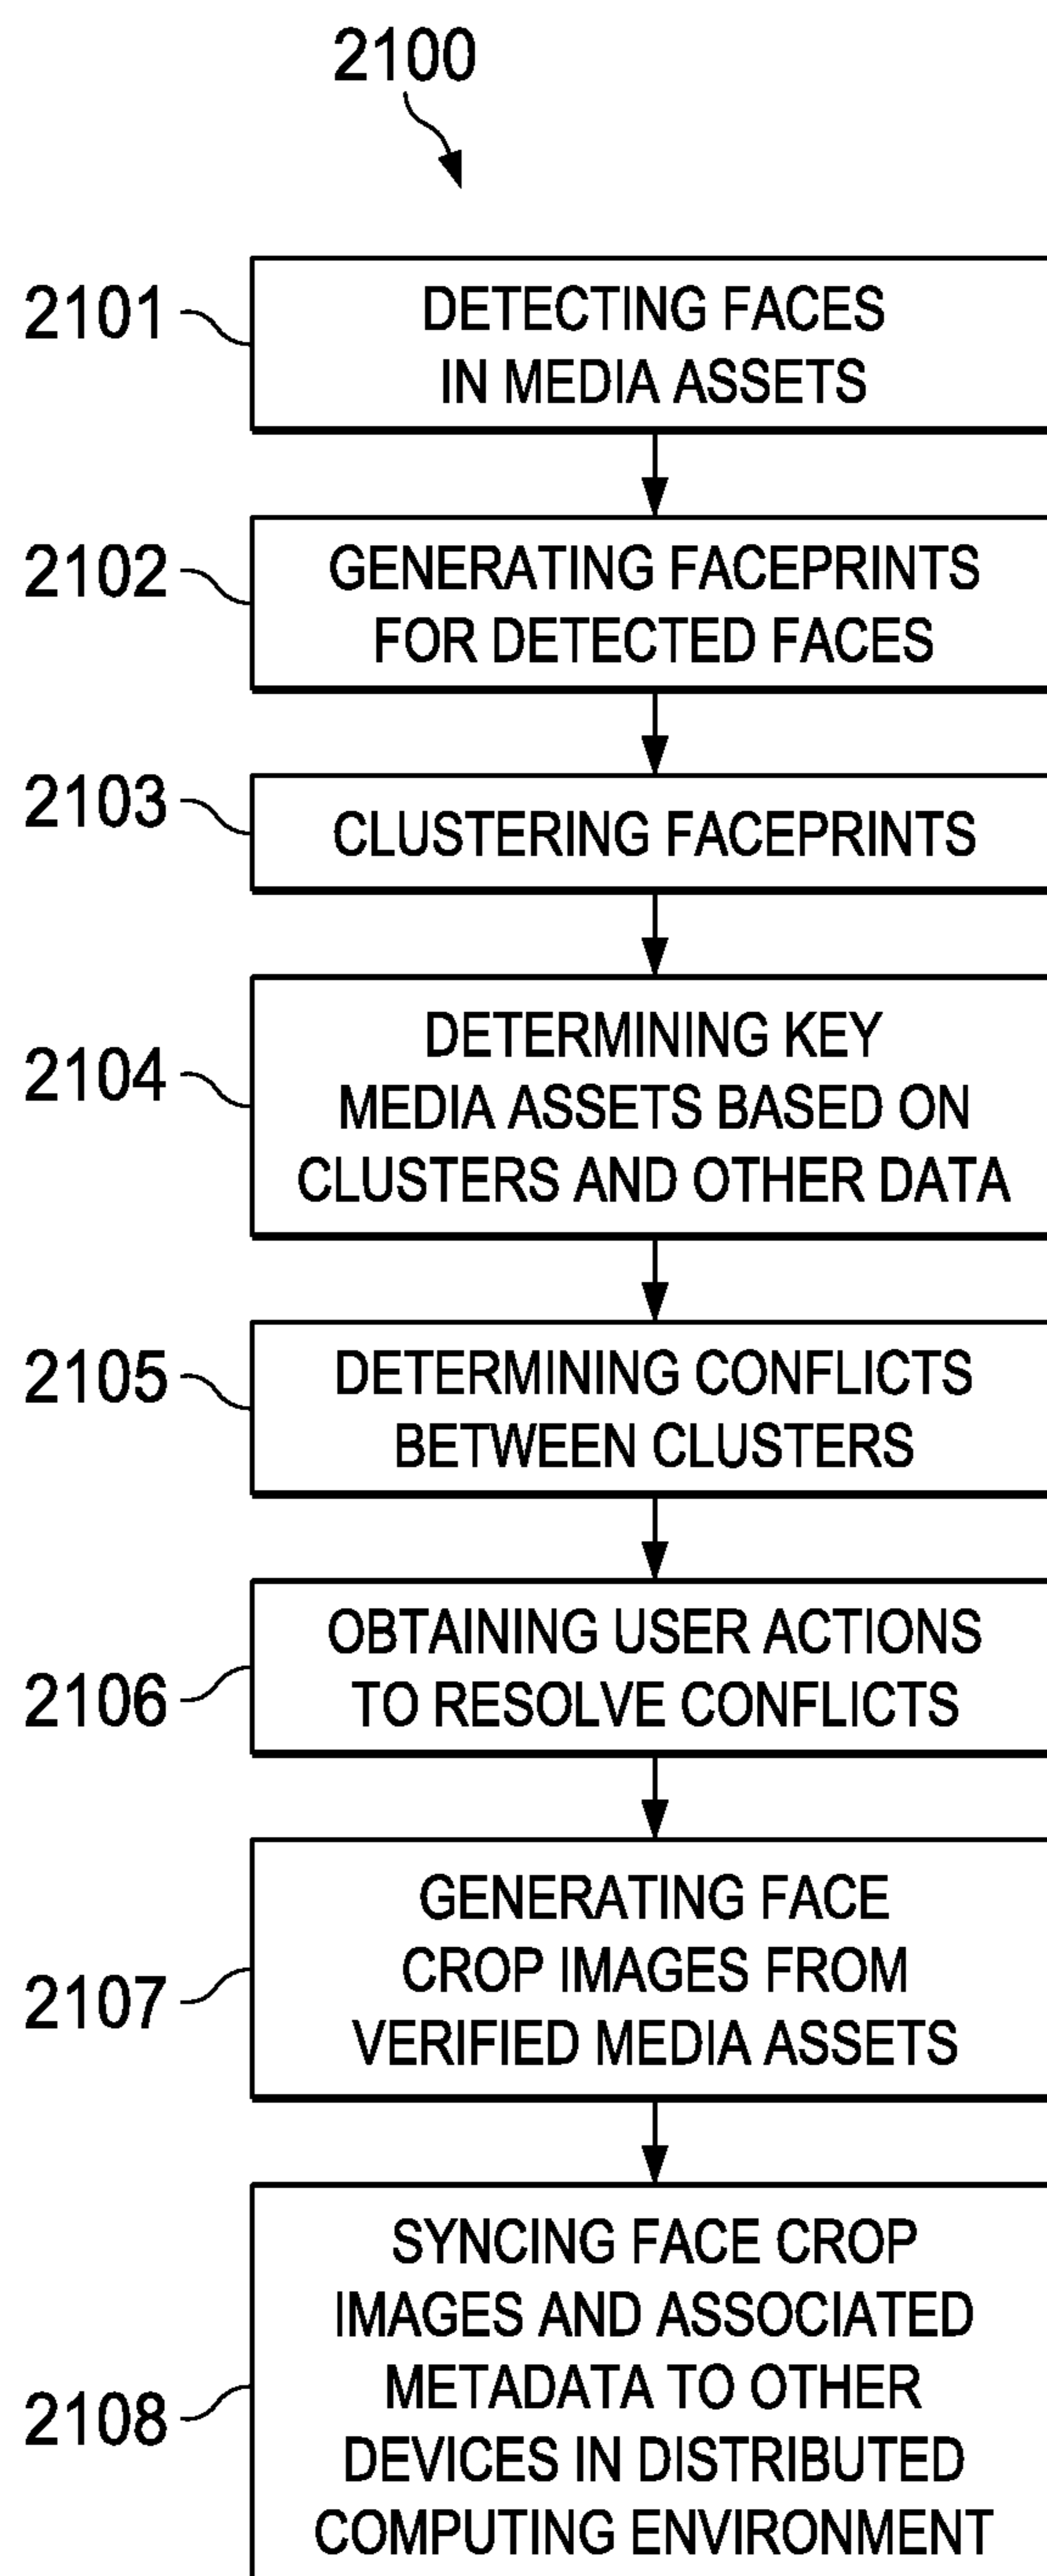 2100
2101
DETECTING FACES
IN MEDIA ASSETS
2102
GENERATING FACEPRINTS
FOR DETECTED FACES
2103
CLUSTERING FACEPRINTS
2104
DETERMINING KEY
MEDIA ASSETS BASED ON
CLUSTERS AND OTHER DATA
2105
DETERMINING CONFLICTS
BETWEEN CLUSTERS
2106
OBTAINING USER ACTIONS
TO RESOLVE CONFLICTS
2107
GENERATING FACE
CROP IMAGES FROM
VERIFIED MEDIA ASSETS
2108
SYNCING FACE CROP
IMAGES AND ASSOCIATED
METADATA TO OTHER
DEVICES IN DISTRIBUTED
COMPUTING ENVIRONMENT